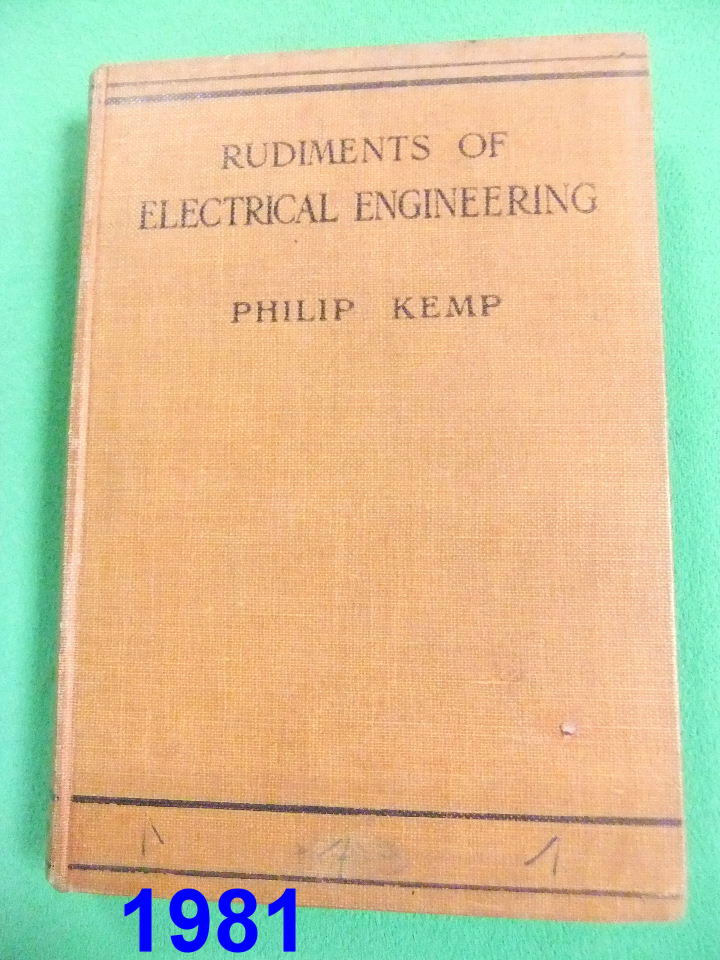 RUDIMENTS OF
ELECTRICAL ENGINEERING
PHILIP KEMP
1981